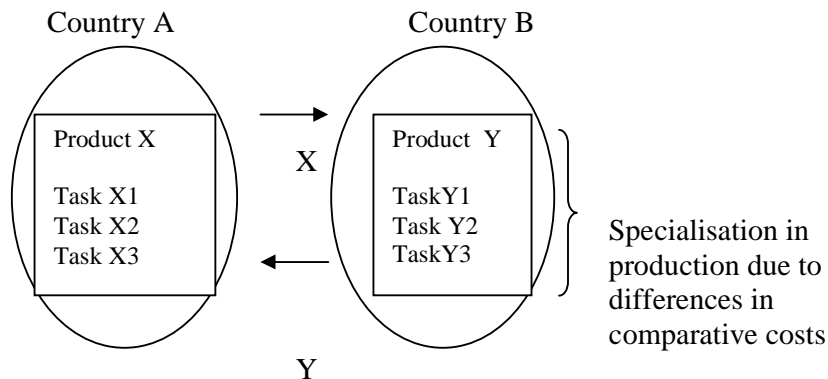 Country A
Country B
Product X
Task X1
Task X2
Task X3
X
Y
Product Y
TaskY1
Task Y2
TaskY3
Specialisation in
production due to
differences in
comparative costs